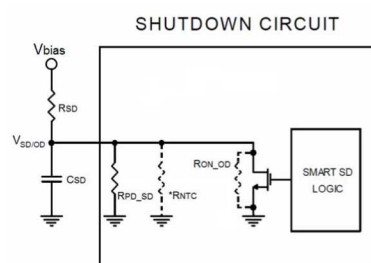 SHUTDOWN CIRCUIT
Vbias
RSD
VSD/OD
CSD
RPD_SD
*RNTC
RON_OD
SMART SD
LOGIC